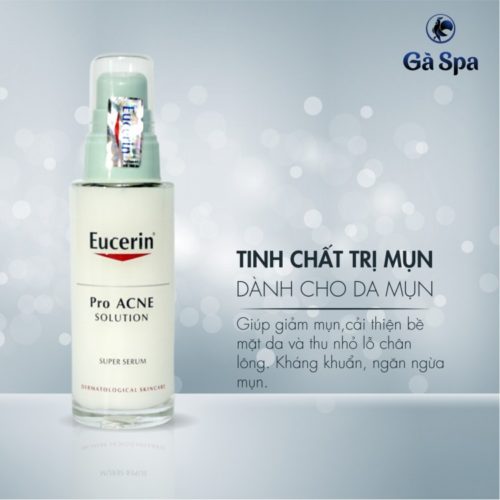 Gà Spa
Eucerin
Eucerin
Pro ACNE
SOLUTION
SUPER SERUM
DERMATOLOGICAL SKINCARE
TINH CHẤT TRỊ MỤN
DÀNH CHO DA MỤN
Giúp giảm mụn,cải thiện bề
mặt da và thu nhỏ lỗ chân
lông. Kháng khuẩn, ngăn ngừa
mụn.